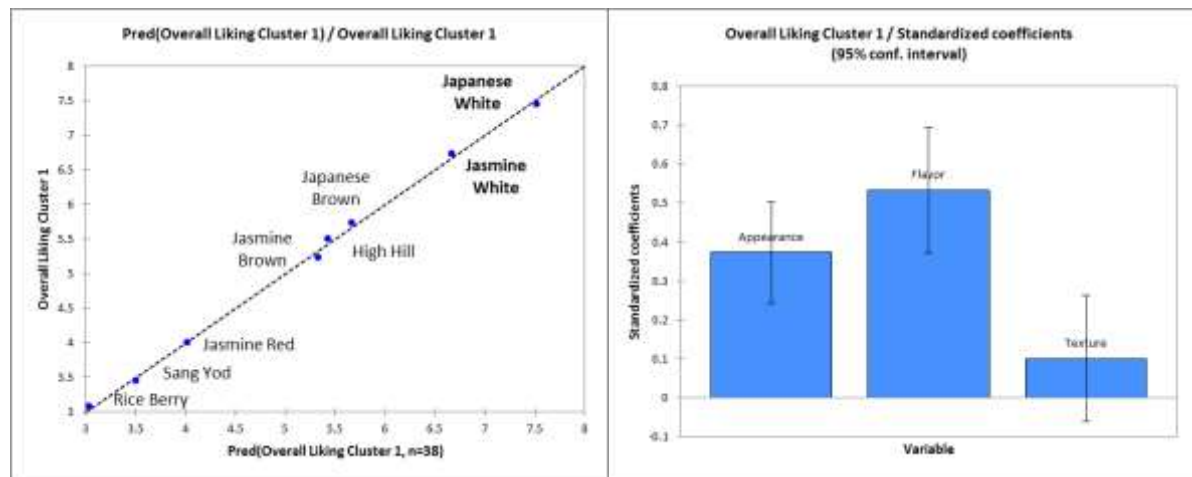 Pred(Overall Liking Cluster 1) / Overall Liking Cluster 1
8
7.5
7
6.5
6
5.5
5
4.5
4
3.5
3
Overall Liking Cluster 1
Japanese
White
Jasmine
White
Japanese
Brown
Jasmine
Brown
High Hill
Jasmine Red
Sang Yod
Rice Berry
3 3.5 4 4.5 5 5.5 6 6.5 7 7.5 8
Pred(Overall Liking Cluster 1, n=38)
Overall Liking Cluster 1 / Standardized coefficients
(95% conf. interval)
0.8
0.7
0.6
0.5
0.4
0.3
0.2
0.1
0
-0.1
Standardized coefficients
Appearance
Flavor
Texture
Variable